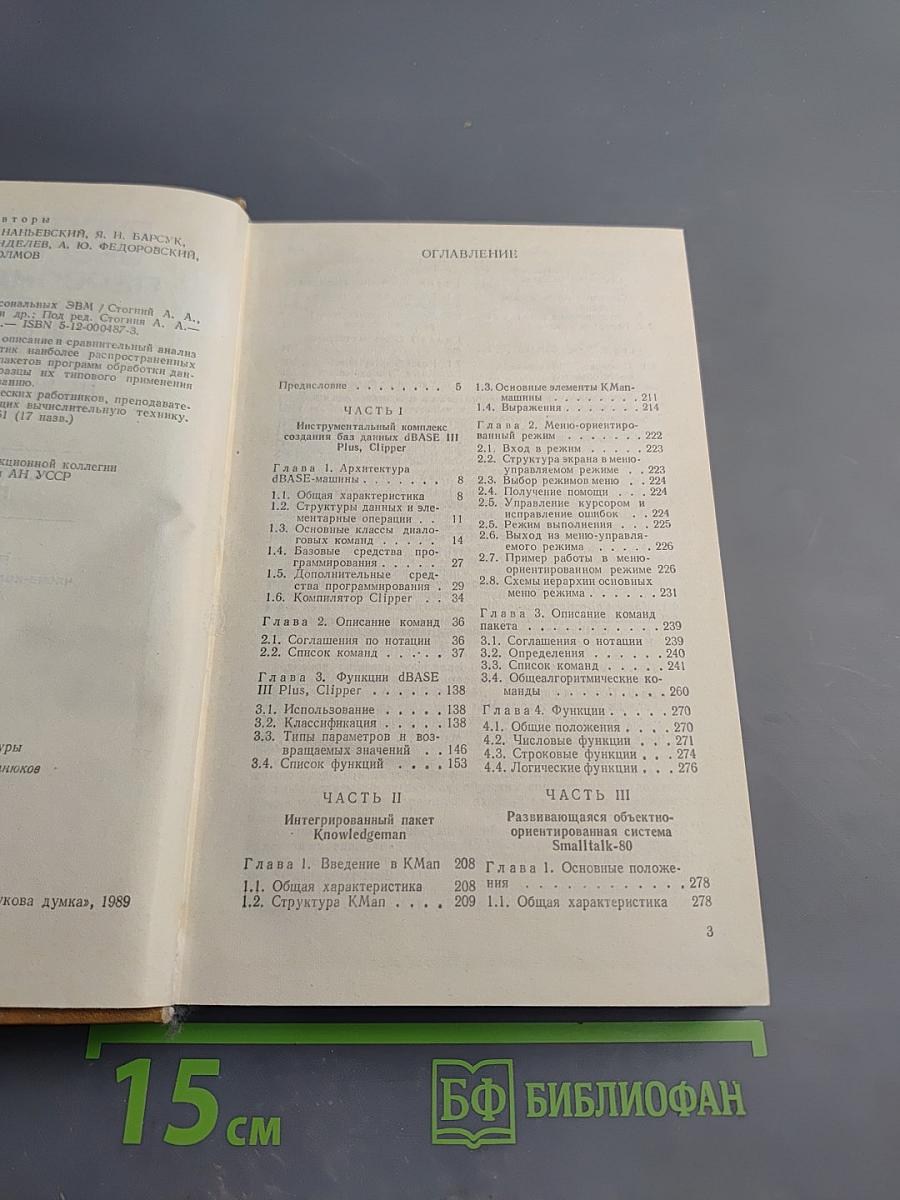 вторы
НАНЬЕВСКИЙ, Я. И. БАРСУК,
НДЕЛЕВ, А. Ю. ФЕДОРОВСКИЙ,
ОЛМОВ
сональных ЭВМ / Стогний А. А.,
и др.; Под ред. Стогния А. А.—
.— ISBN 5-12-000487-3.
описание и сравнительный анализ
тик наиболее распространенных
пакетов программ обработки дан-
разцы их типового применения
ванию.
еских работников, преподавате-
щих вычислительную технику.
61 (17 назв.)
кционной коллегии
и АН УССР
уры
нюков
укова думка», 1989
ОГЛАВЛЕНИЕ
Предисловие . . . . . . . . 5
ЧАСТЬ I
Инструментальный комплекс
создания баз данных dBASE III
Plus, Clipper
Глава 1. Архитектура
dBASE-машины . . . . . . . 8
1.1. Общая характеристика 8
1.2. Структуры данных и эле-
ментарные операции . . 11
1.3. Основные классы диало-
говых команд . . . . . 14
1.4. Базовые средства про-
граммирования . . . . . 27
1.5. Дополнительные сред-
ства программирования . 29
1.6. Компилятор Clipper . . 34
Глава 2. Описание команд 36
2.1. Соглашения по нотации 36
2.2. Список команд . . . . . 37
Глава 3. Функции dBASE
III Plus, Clipper . . . . . . 138
3.1. Использование . . . . . 138
3.2. Классификация . . . . . 138
3.3. Типы параметров и воз-
вращаемых значений . . 146
3.4. Список функций . . . . 153
ЧАСТЬ II
Интегрированный пакет
Knowledgeman
Глава 1. Введение в KMan 208
1.1. Общая характеристика 208
1.2. Структура KMan . . . . 209
1.3. Основные элементы KMan-
машины . . . . . . . . 211
1.4. Выражения . . . . . . . 214
Глава 2. Меню-ориентиро-
ванный режим . . . . . . . 222
2.1. Вход в режим . . . . . 223
2.2. Структура экрана в меню-
управляемом режиме . . 223
2.3. Выбор режимов меню . . 224
2.4. Получение помощи . . . 224
2.5. Управление курсором и
исправление ошибок . . 224
2.5. Режим выполнения . . . 225
2.6. Выход из меню-управля-
емого режима . . . . . 226
2.7. Пример работы в меню-
ориентированном режиме 226
2.8. Схемы иерархии основных
меню режима . . . . . . 231
Глава 3. Описание команд
пакета . . . . . . . . . . . 239
3.1. Соглашения о нотации 239
3.2. Определения . . . . . . 240
3.3. Список команд . . . . . 241
3.4. Общеалгоритмические ко-
манды . . . . . . . . . 260
Глава 4. Функции . . . . . 270
4.1. Общие положения . . . . 270
4.2. Числовые функции . . . 271
4.3. Строковые функции . . . 274
4.4. Логические функции . . . 276
ЧАСТЬ III
Развивающаяся объектно-
ориентированная система
Smalltalk-80
Глава 1. Основные положе-
ния . . . . . . . . . . . . 278
1.1. Общая характеристика 278
3
15 см
БФ БИБЛИОФАН